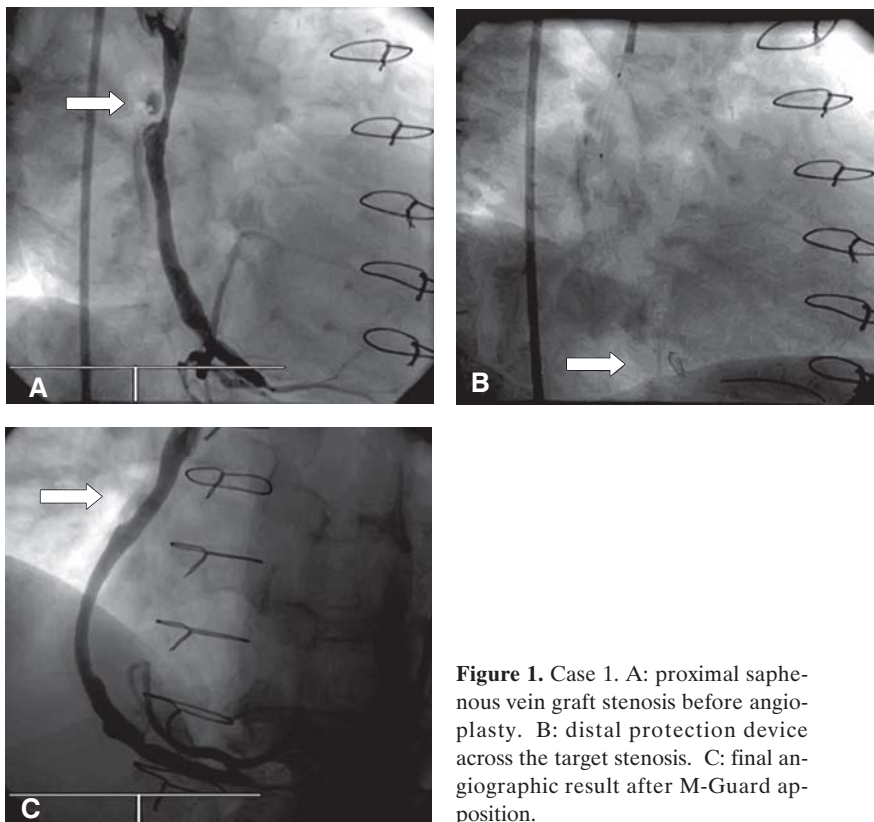 A
B
C
Figure 1. Case 1. A: proximal saphe-
nous vein graft stenosis before angio-
plasty. B: distal protection device
across the target stenosis. C: final an-
giographic result after M-Guard ap-
position.